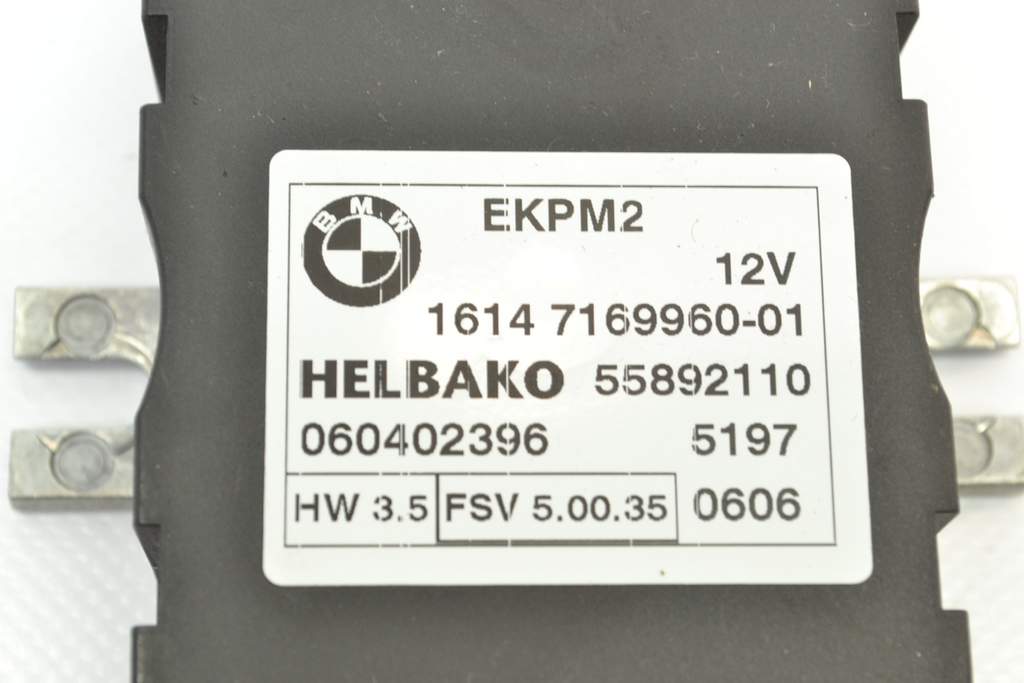 BMW
EKPM2
12V
1614 7169960-01
HELBAKO 55892110
060402396 5197
HW 3.5 FSV 5.00.35 0606